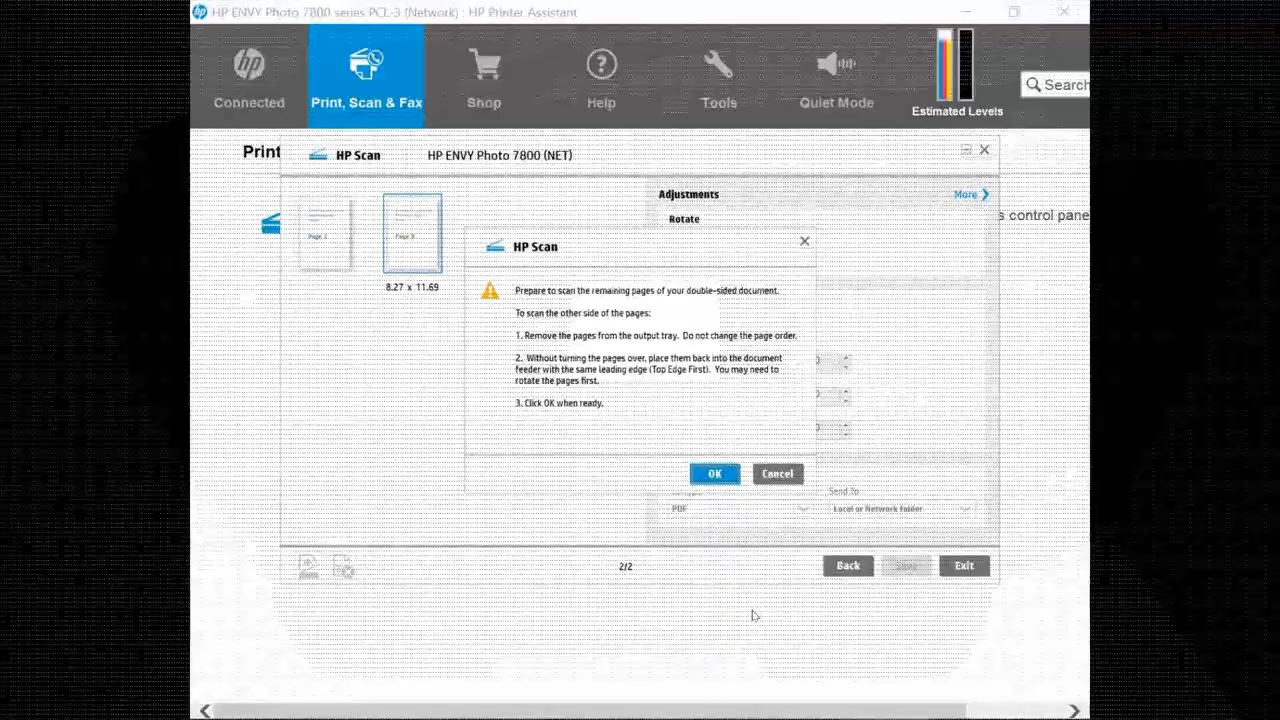 HP ENVY Photo 7800 series PCL-3 (Network) : HP Printer Assistant
Connected
Print, Scan & Fax
Shop
Help
Tools
Quiet Mode
Estimated Levels
Search
Print
HP Scan
HP ENVY Photo 7800 (NET)
Adjustments
More
Rotate
s control pane
Page 1
8.27 x 11.69
HP Scan
Prepare to scan the remaining pages of your double-sided document.
To scan the other side of the pages:
1. Remove the pages from the output tray. Do not change the page order.
2. Without turning the pages over, place them back into the document
feeder with the same leading edge (Top Edge First). You may need to
rotate the pages first.
3. Click OK when ready.
OK
Cancel
Send To
PDF
Local or Network folder
2/2
Back
Save
Exit